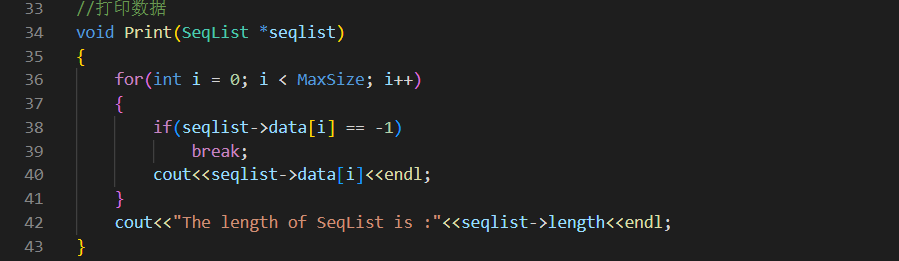 33 //打印数据
34 void Print(SeqList *seqlist)
35 {
36 for(int i = 0; i < MaxSize; i++)
37 {
38 if(seqlist->data[i] == -1)
39 break;
40 cout<<seqlist->data[i]<<endl;
41 }
42 cout<<"The length of SeqList is :"<<seqlist->length<<endl;
43 }